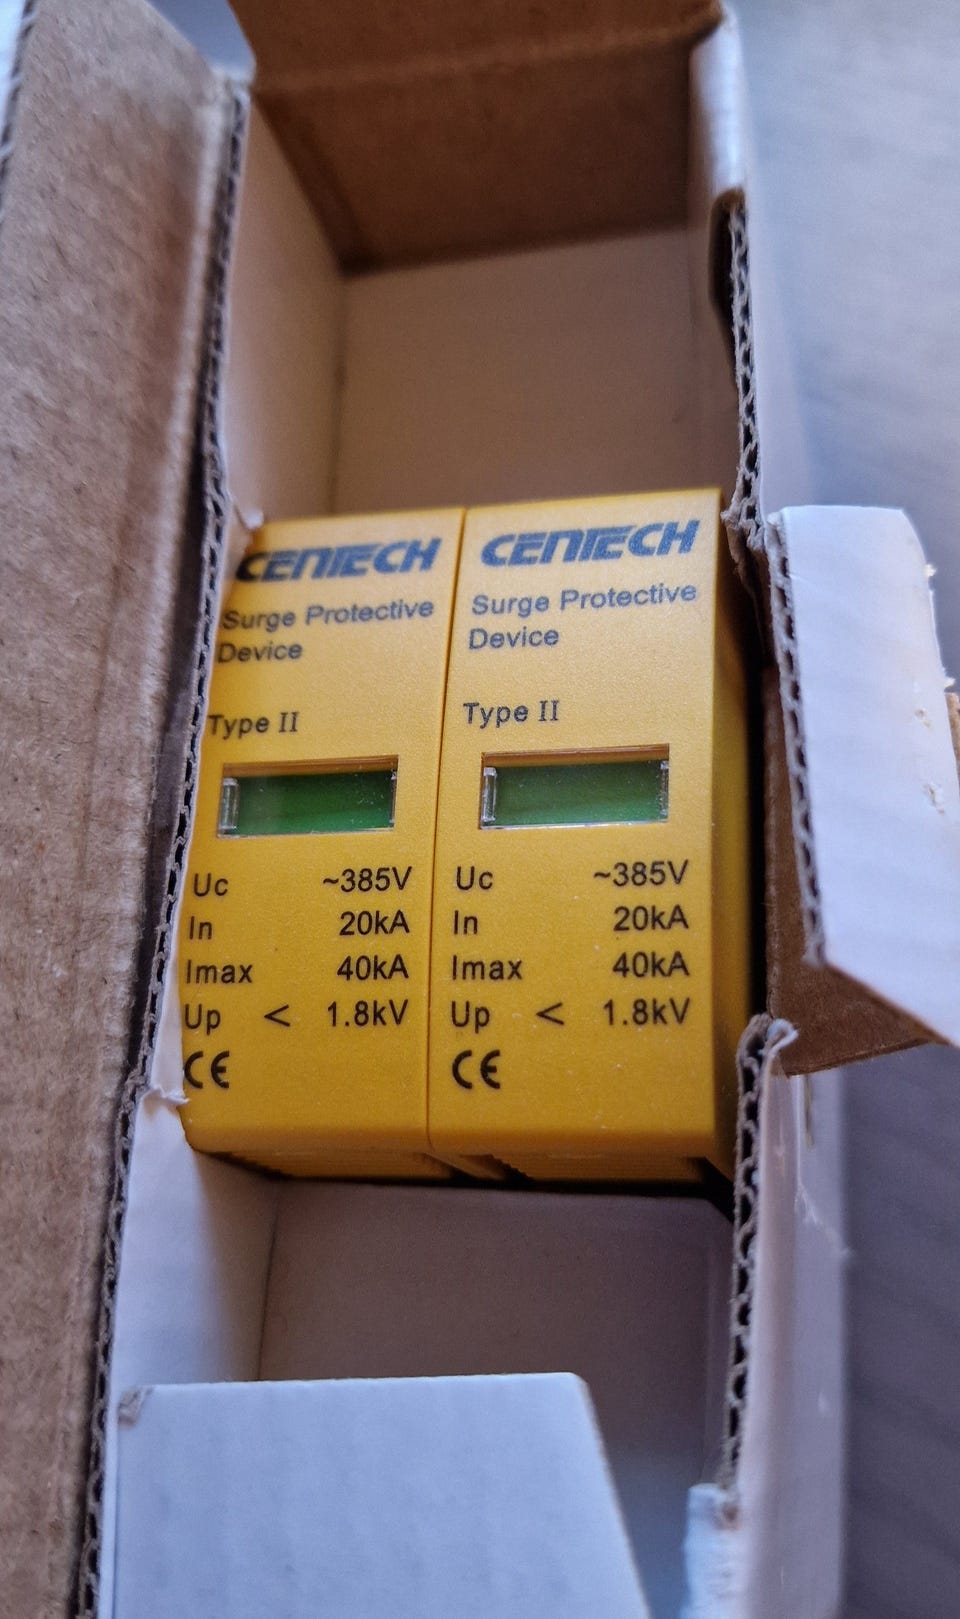 CENTECH
Surge Protective
Device
Type II
Uc ~385V
In 20kA
Imax 40kA
Up < 1.8kV
CE
CENTECH
Surge Protective
Device
Type II
Uc ~385V
In 20kA
Imax 40kA
Up < 1.8kV
CE